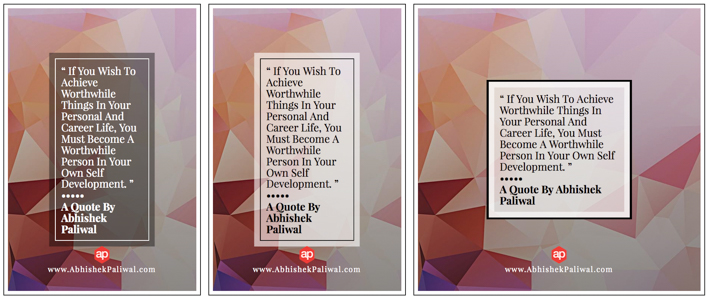 “ If You Wish To
Achieve
Worthwhile
Things In Your
Personal And
Career Life, You
Must Become A
Worthwhile
Person In Your
Own Self
Development. ”
•••••
A Quote By
Abhishek
Paliwal
ap
www.AbhishekPaliwal.com
“ If You Wish To
Achieve
Worthwhile
Things In Your
Personal And
Career Life, You
Must Become A
Worthwhile
Person In Your
Own Self
Development. ”
•••••
A Quote By
Abhishek
Paliwal
ap
www.AbhishekPaliwal.com
“ If You Wish To Achieve
Worthwhile Things In
Your Personal And
Career Life, You Must
Become A Worthwhile
Person In Your Own Self
Development. ”
•••••
A Quote By Abhishek
Paliwal
ap
www.AbhishekPaliwal.com